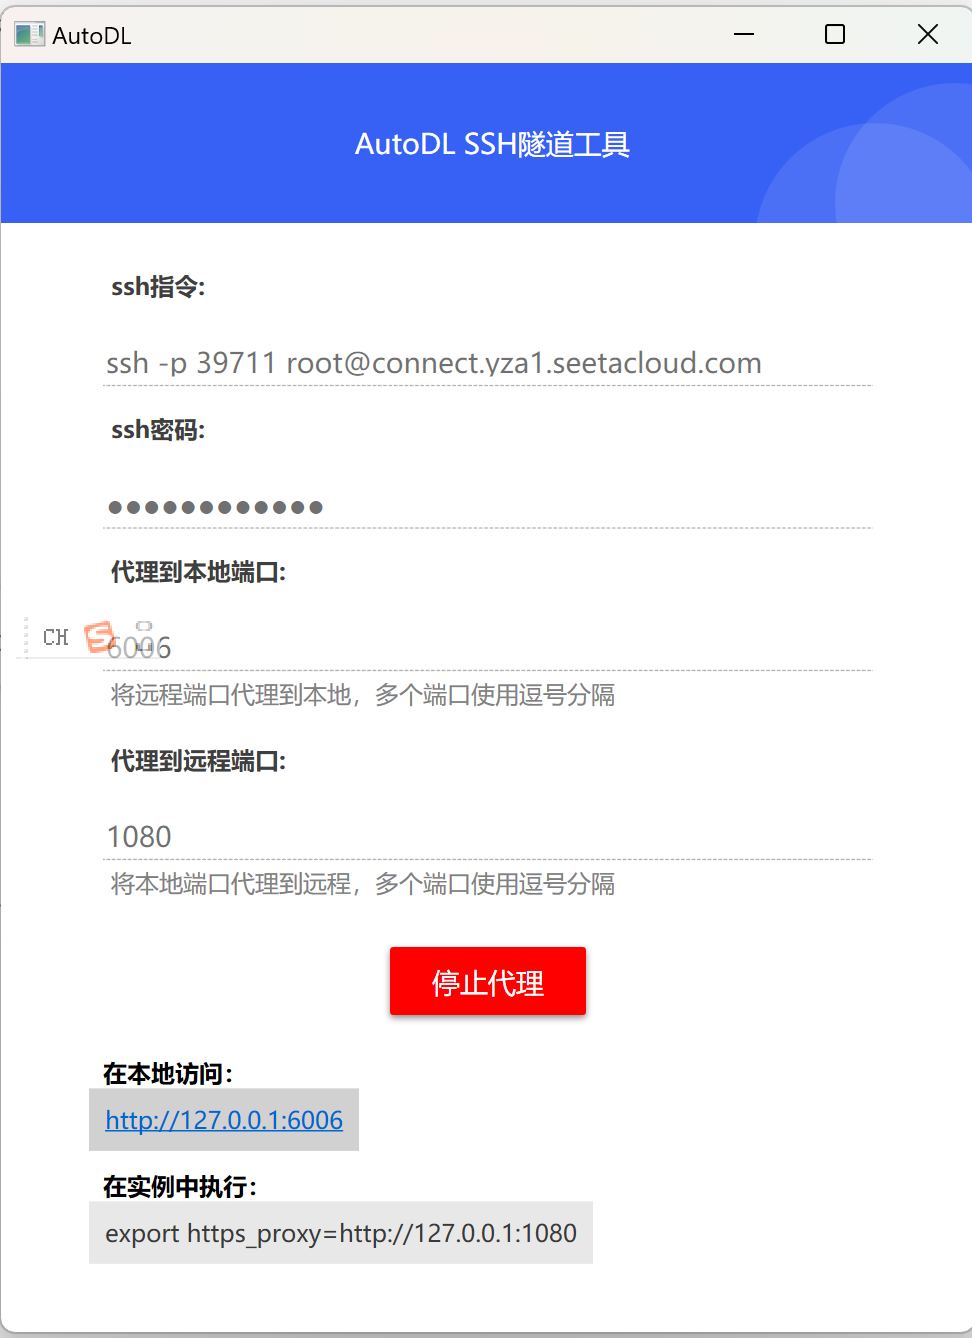 AutoDL
AutoDL SSH隧道工具
ssh指令:
ssh -p 39711 root@connect.yza1.seetacloud.com
ssh密码:
●●●●●●●●●●●●
代理到本地端口:
CH
6006
将远程端口代理到本地，多个端口使用逗号分隔
代理到远程端口:
1080
将本地端口代理到远程，多个端口使用逗号分隔
停止代理
在本地访问：
http://127.0.0.1:6006
在实例中执行：
export https_proxy=http://127.0.0.1:1080